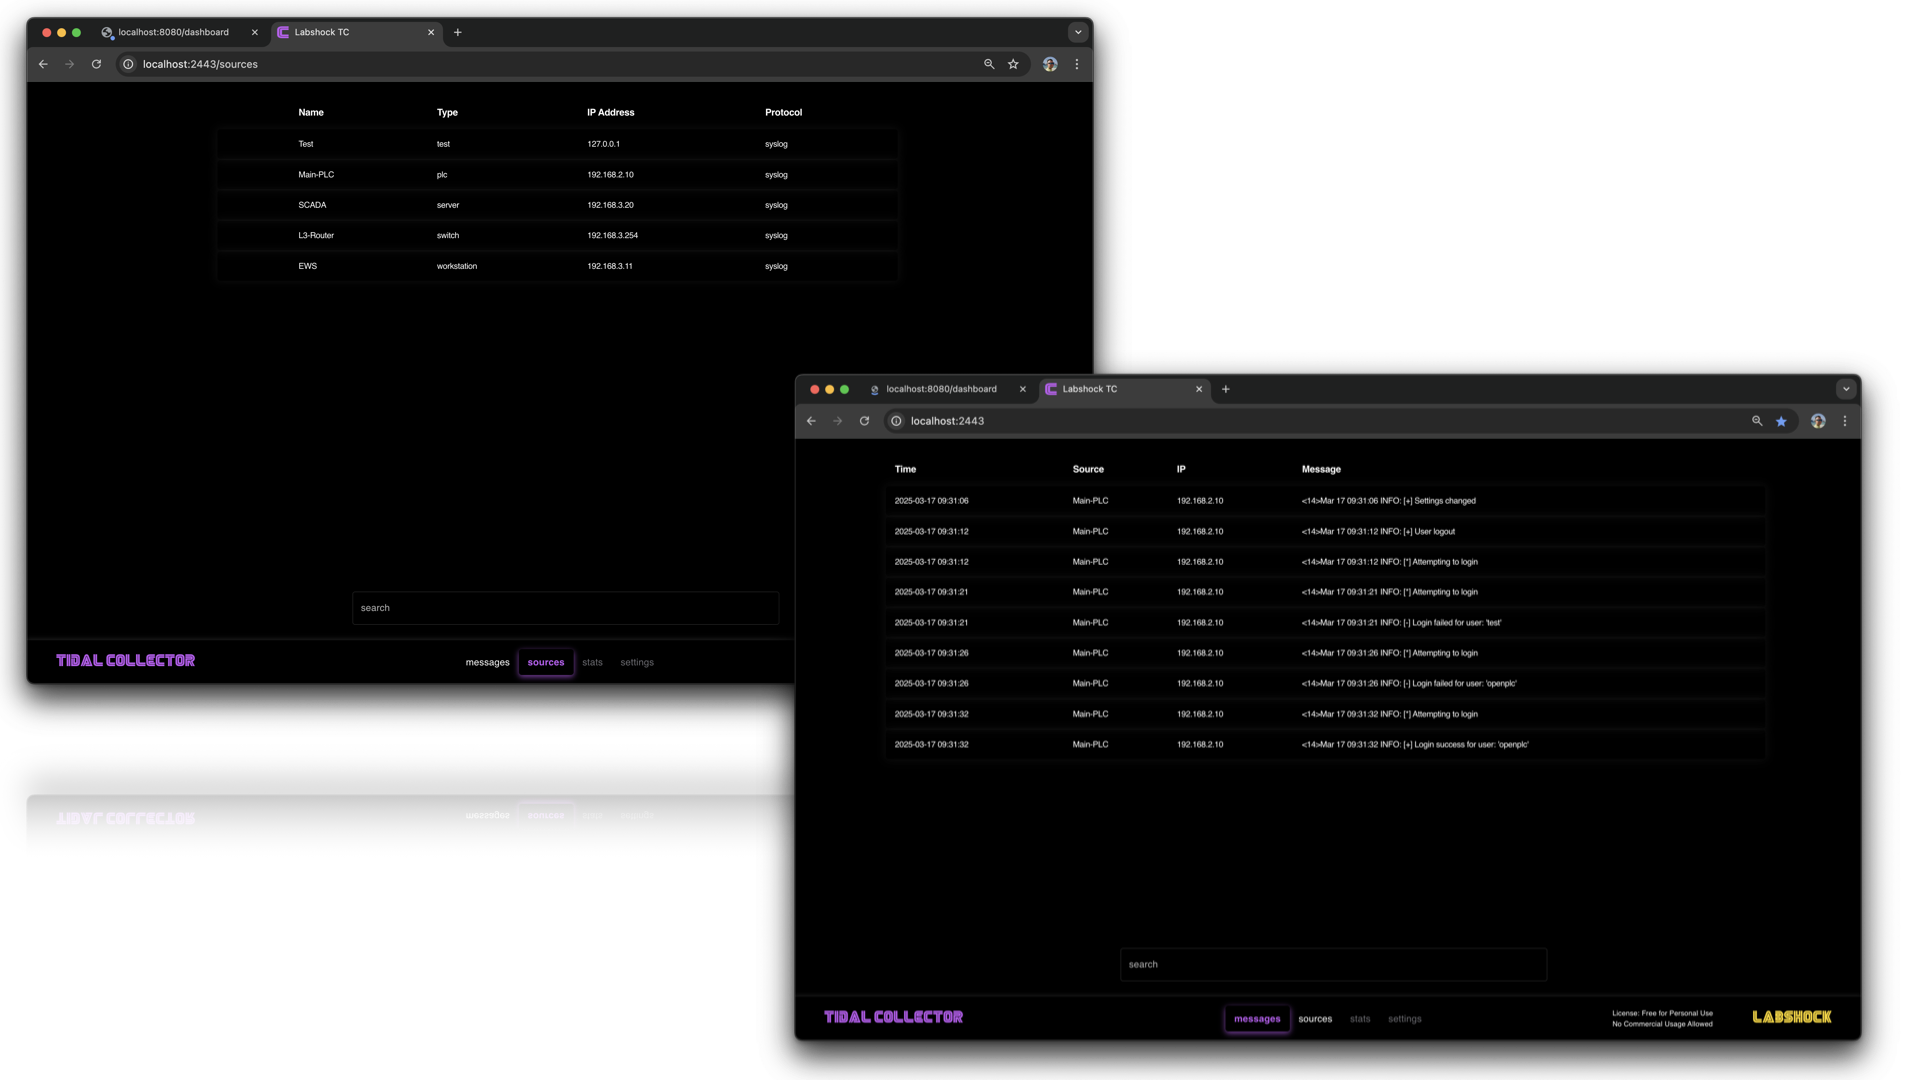 localhost:8080/dashboard
Labshock TC
localhost:2443/sources
Name Type IP Address Protocol
Test test 127.0.0.1 syslog
Main-PLC plc 192.168.2.10 syslog
SCADA server 192.168.3.20 syslog
L3-Router switch 192.168.3.254 syslog
EWS workstation 192.168.3.11 syslog
search
TIDAL COLLECTOR messages sources stats settings
localhost:8080/dashboard
Labshock TC
localhost:2443
Time Source IP Message
2025-03-17 09:31:06 Main-PLC 192.168.2.10 <14>Mar 17 09:31:06 INFO: [+] Settings changed
2025-03-17 09:31:12 Main-PLC 192.168.2.10 <14>Mar 17 09:31:12 INFO: [+] User logout
2025-03-17 09:31:12 Main-PLC 192.168.2.10 <14>Mar 17 09:31:12 INFO: [*] Attempting to login
2025-03-17 09:31:21 Main-PLC 192.168.2.10 <14>Mar 17 09:31:21 INFO: [*] Attempting to login
2025-03-17 09:31:21 Main-PLC 192.168.2.10 <14>Mar 17 09:31:21 INFO: [-] Login failed for user: 'test'
2025-03-17 09:31:26 Main-PLC 192.168.2.10 <14>Mar 17 09:31:26 INFO: [*] Attempting to login
2025-03-17 09:31:26 Main-PLC 192.168.2.10 <14>Mar 17 09:31:26 INFO: [-] Login failed for user: 'openplc'
2025-03-17 09:31:32 Main-PLC 192.168.2.10 <14>Mar 17 09:31:32 INFO: [*] Attempting to login
2025-03-17 09:31:32 Main-PLC 192.168.2.10 <14>Mar 17 09:31:32 INFO: [+] Login success for user: 'openplc'
search
TIDAL COLLECTOR messages sources stats settings
License: Free for Personal Use
No Commercial Usage Allowed
LABSHOCK